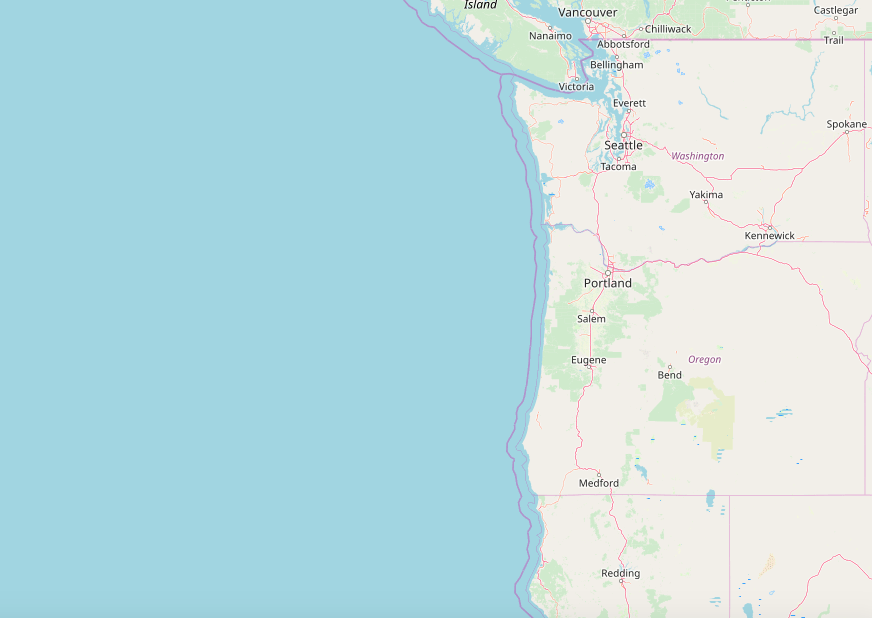 Island
Vancouver
Castlegar
Nanaimo
Chilliwack
Abbotsford
Trail
Bellingham
Victoria
Everett
Spokane
Seattle
Washington
Tacoma
Yakima
Kennewick
Portland
Salem
Eugene
Oregon
Bend
Medford
Redding